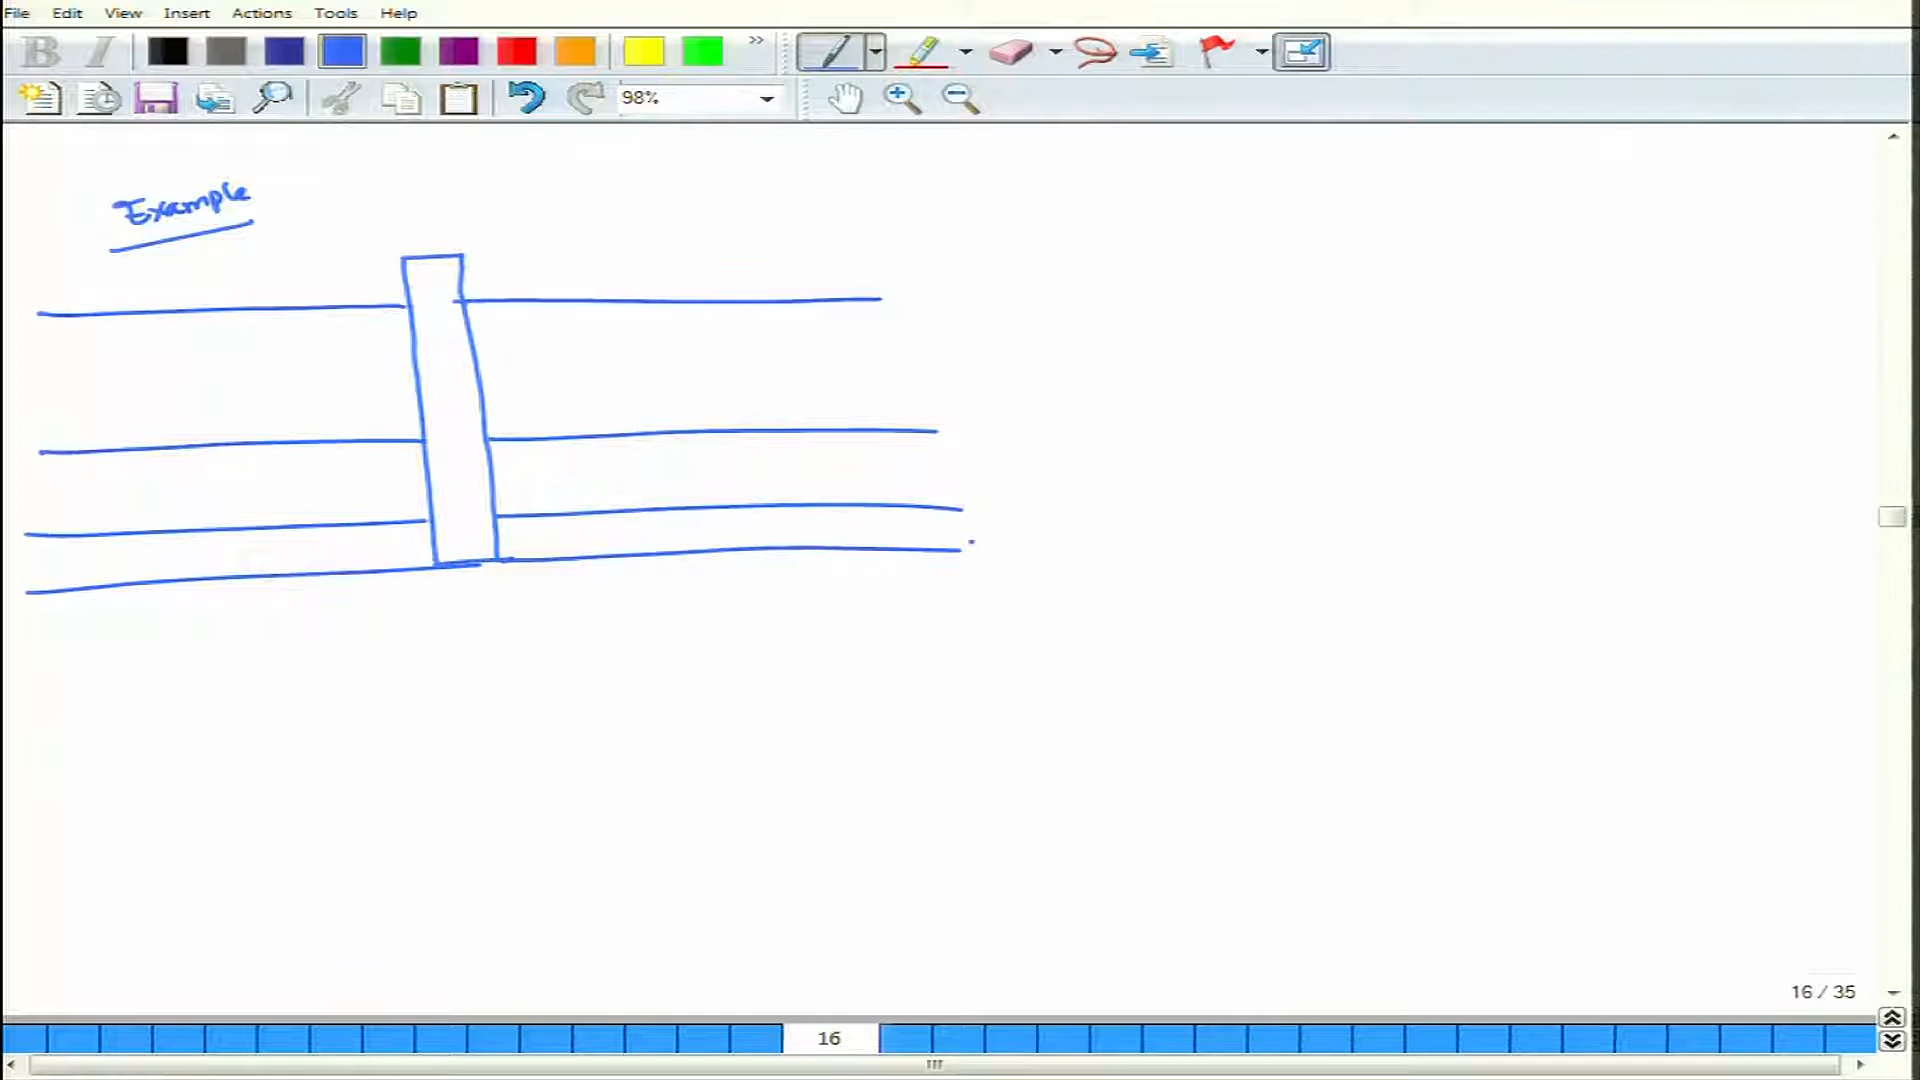 File Edit View Insert Actions Tools Help
B I
98%
Example
16 / 35
16